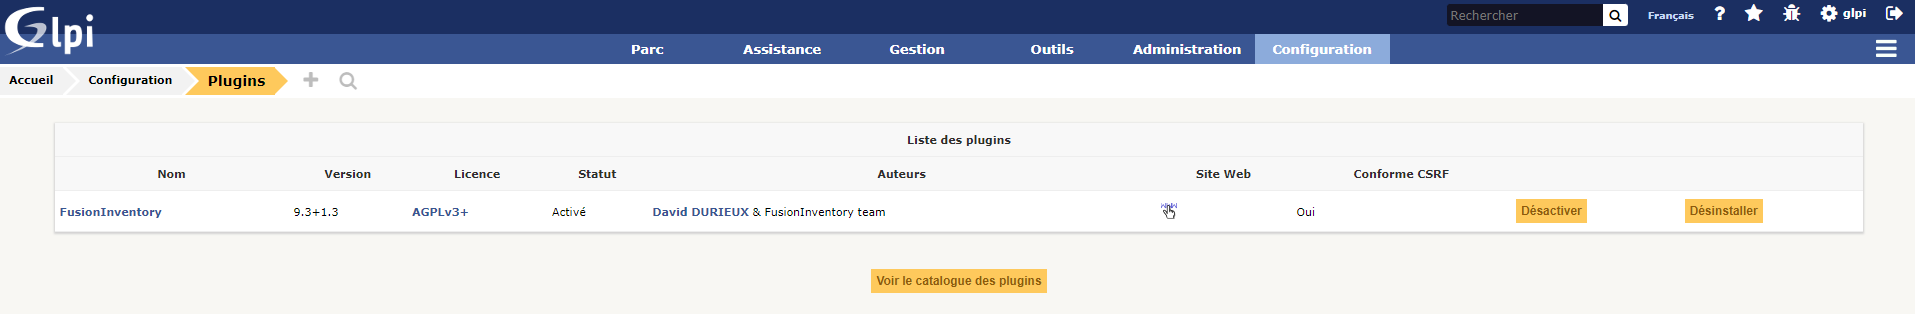 Glpi
Rechercher Français ? glpi
Parc Assistance Gestion Outils Administration Configuration
Accueil Configuration Plugins
Liste des plugins
Nom Version Licence Statut Auteurs Site Web Conforme CSRF
FusionInventory 9.3+1.3 AGPLv3+ Activé David DURIEUX & FusionInventory team Oui Désactiver Désinstaller
Voir le catalogue des plugins